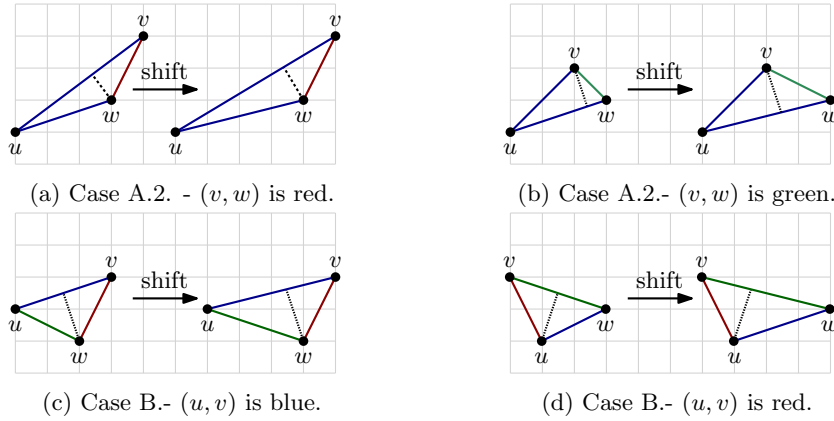 v
v
shift
w
w
u
u
v
v
shift
w
w
u
u
(a) Case A.2. - (v, w) is red.
(b) Case A.2.- (v, w) is green.
v
v
shift
u
u
w
w
v
v
shift
w
w
u
u
(c) Case B.- (u, v) is blue.
(d) Case B.- (u, v) is red.